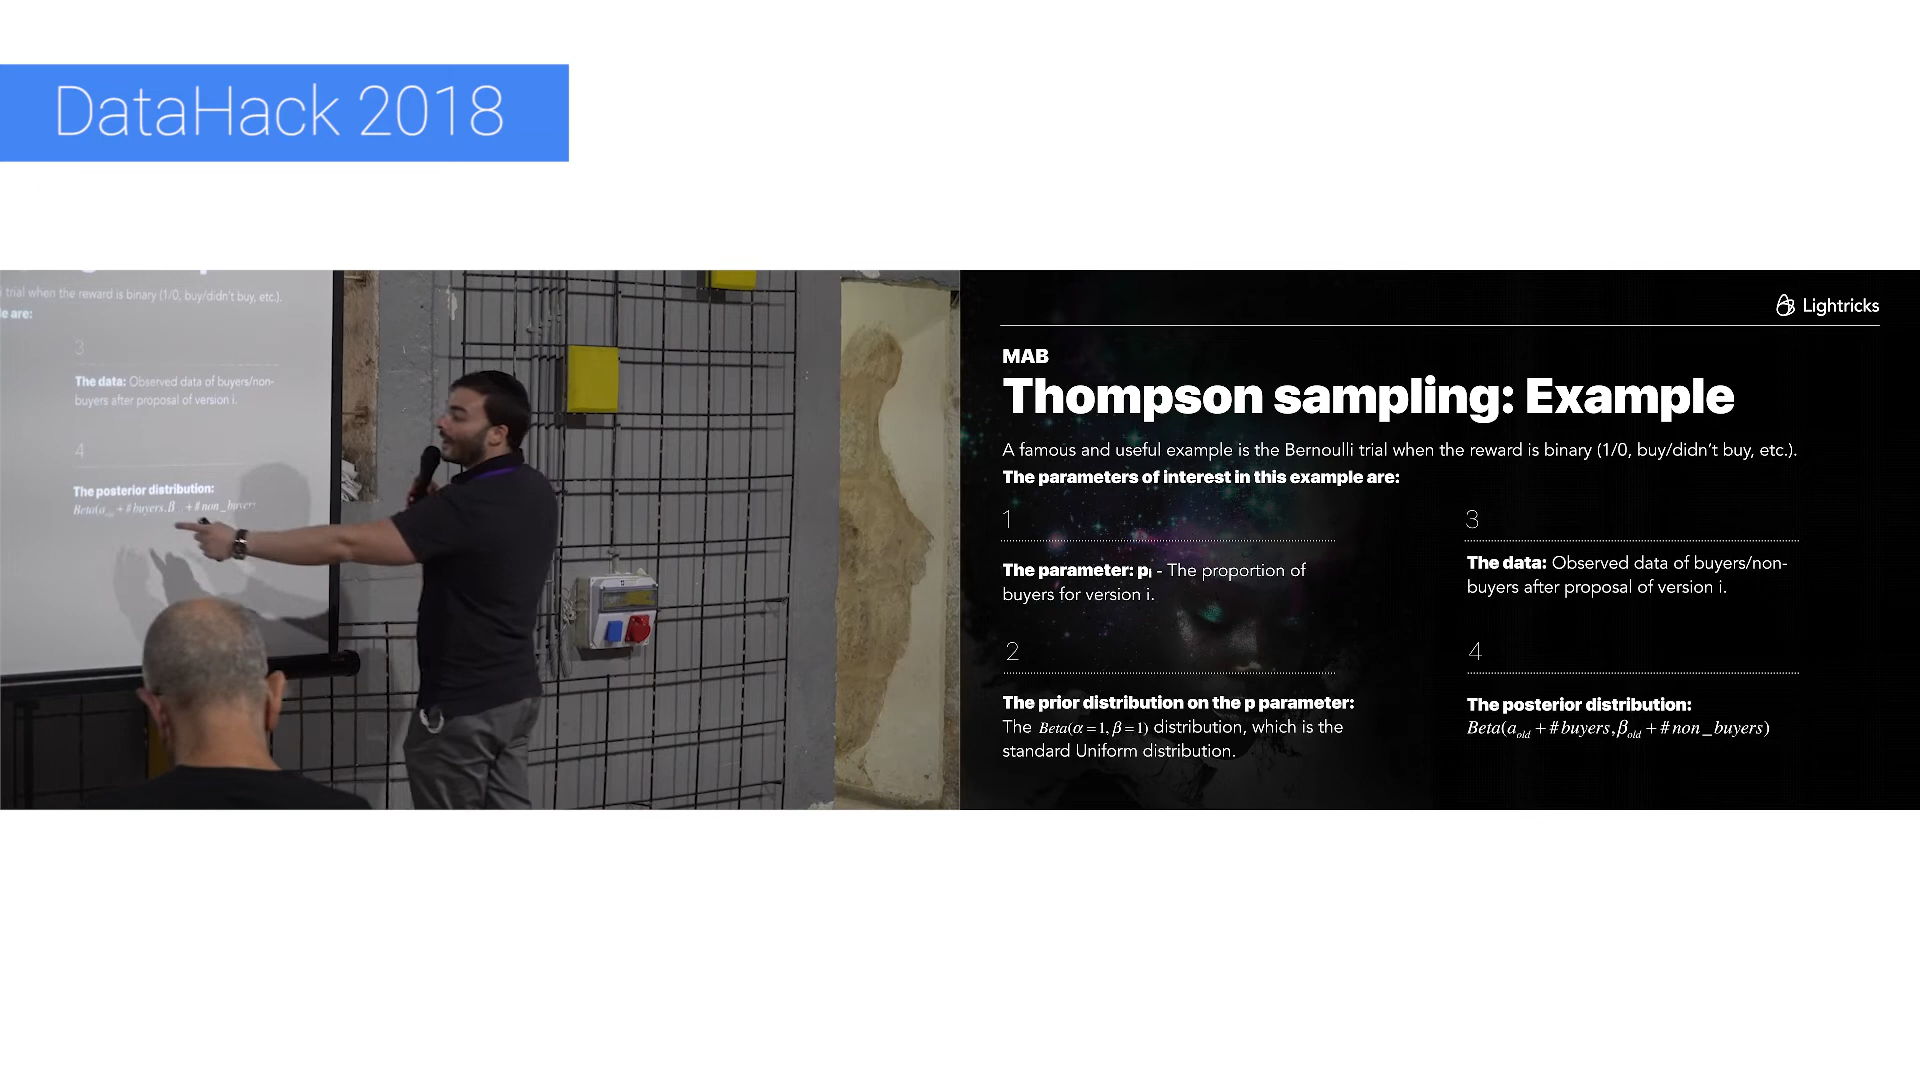 DataHack 2018
trial when the reward is binary (1/0, buy/didn't buy, etc.).
le are:
3
The data: Observed data of buyers/non-
buyers after proposal of version i.
4
The posterior distribution:
Lightricks
MAB
Thompson sampling: Example
A famous and useful example is the Bernoulli trial when the reward is binary (1/0, buy/didn't buy, etc.).
The parameters of interest in this example are:
1
The parameter: pᵢ - The proportion of
buyers for version i.
2
The prior distribution on the p parameter:
The Beta(α=1, β=1) distribution, which is the
standard Uniform distribution.
3
The data: Observed data of buyers/non-
buyers after proposal of version i.
4
The posterior distribution:
Beta(a_old + #buyers, β_old + #non_buyers)